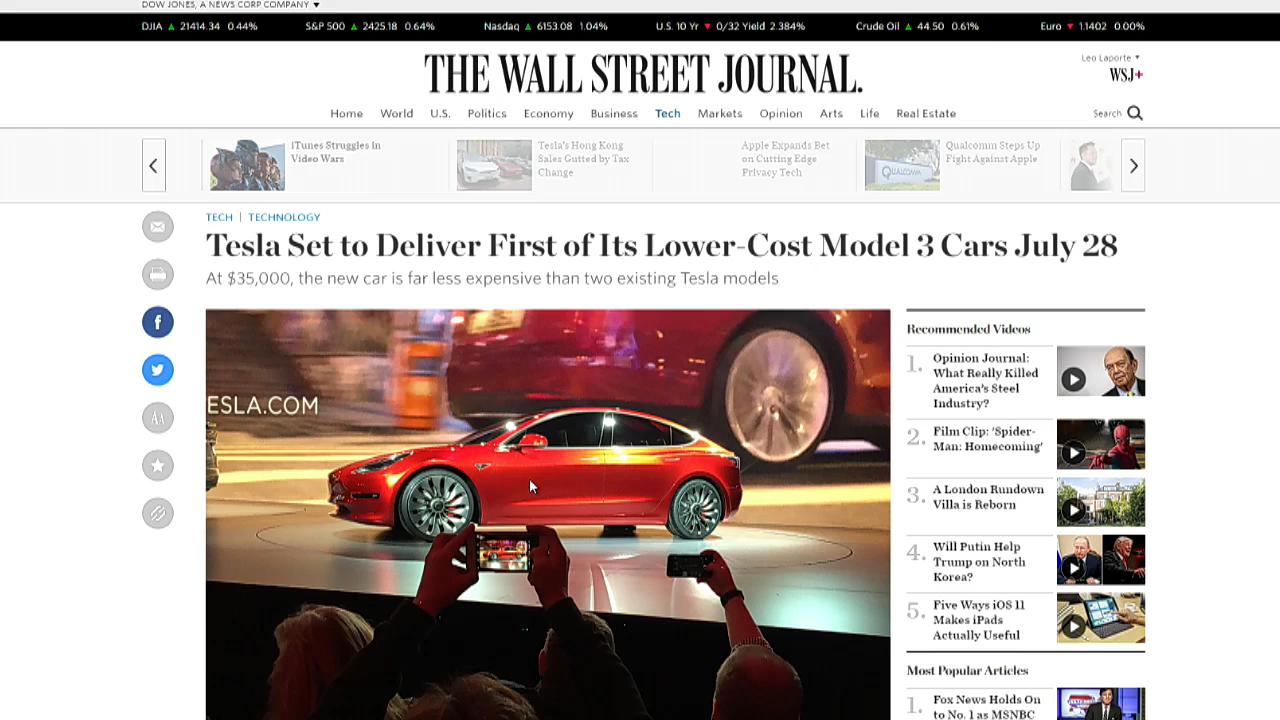 DOW JONES, A NEWS CORP COMPANY ▼
DJIA ▲ 21414.34 0.44% S&P 500 ▲ 2425.18 0.64% Nasdaq ▲ 6153.08 1.04% U.S. 10 Yr ▼ 0/32 Yield 2.384% Crude Oil ▲ 44.50 0.61% Euro ▼ 1.1402 0.00%
THE WALL STREET JOURNAL.
Leo Laporte ▼
WSJ+
Home World U.S. Politics Economy Business Tech Markets Opinion Arts Life Real Estate
Search
iTunes Struggles in
Video Wars
Tesla's Hong Kong
Sales Gutted by Tax
Change
Apple Expands Bet
on Cutting Edge
Privacy Tech
QUALCOMM
Qualcomm Steps Up
Fight Against Apple
TECH | TECHNOLOGY
Tesla Set to Deliver First of Its Lower-Cost Model 3 Cars July 28
At $35,000, the new car is far less expensive than two existing Tesla models
f
AA
ESLA.COM
Recommended Videos
1. Opinion Journal:
What Really Killed
America's Steel
Industry?
2. Film Clip: 'Spider-
Man: Homecoming'
3. A London Rundown
Villa is Reborn
4. Will Putin Help
Trump on North
Korea?
5. Five Ways iOS 11
Makes iPads
Actually Useful
Most Popular Articles
1. Fox News Holds On
to No. 1 as MSNBC